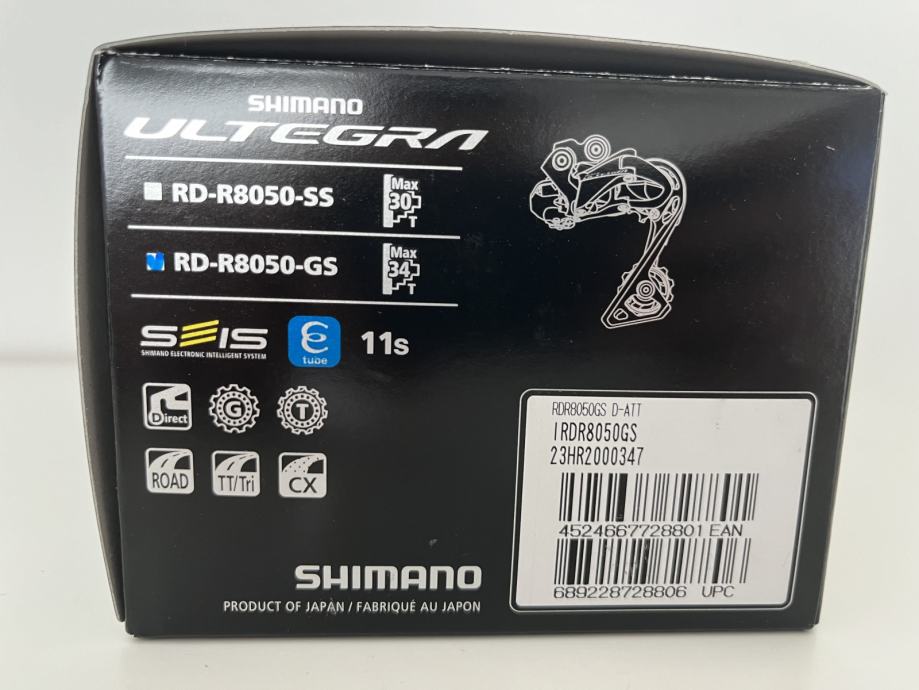 SHIMANO
ULTEGRA
RD-R8050-SS Max 30 T
RD-R8050-GS Max 34 T
SEIS
SHIMANO ELECTRONIC INTELLIGENT SYSTEM
E tube 11s
Direct G T
ROAD TT/Tri CX
SHIMANO
PRODUCT OF JAPAN / FABRIQUÉ AU JAPON
RDR8050GS D-ATT
IRDR8050GS
23HR2000347
4524667728801 EAN
689228728806 UPC